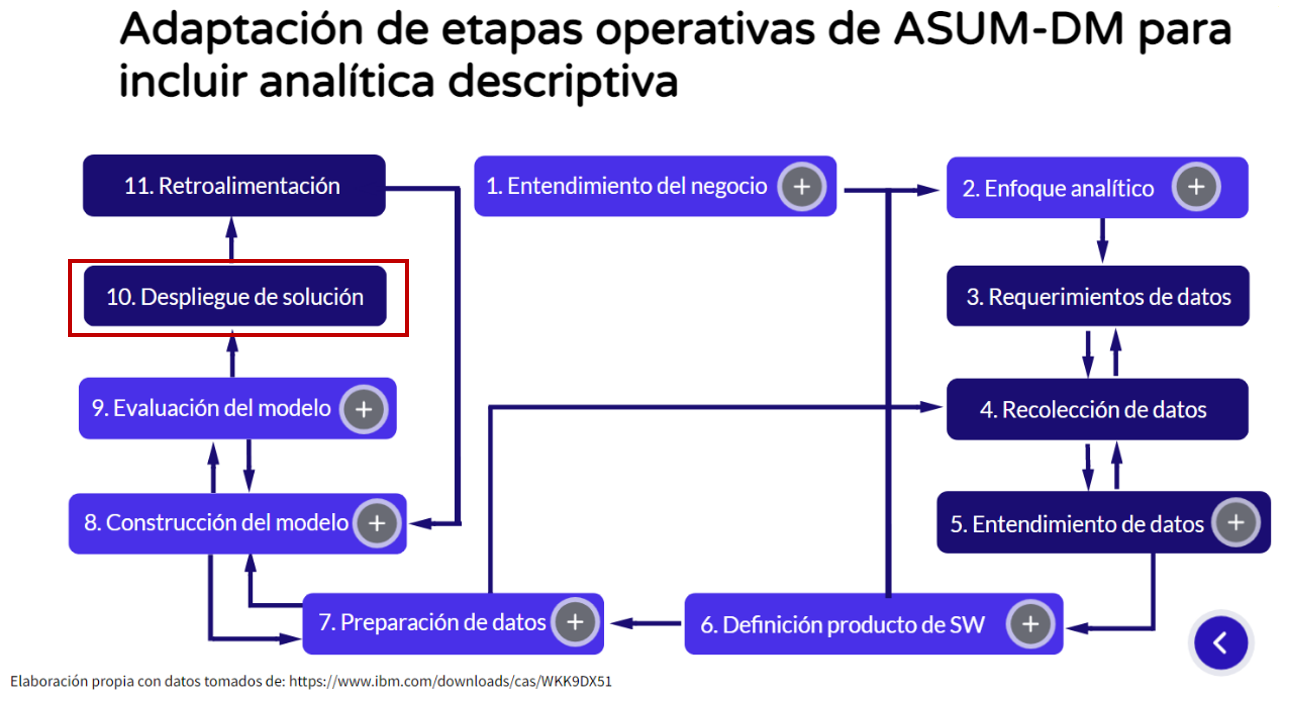 Adaptación de etapas operativas de ASUM-DM para
incluir analítica descriptiva
11. Retroalimentación
1. Entendimiento del negocio
2. Enfoque analítico
10. Despliegue de solución
3. Requerimientos de datos
9. Evaluación del modelo
4. Recolección de datos
8. Construcción del modelo
5. Entendimiento de datos
7. Preparación de datos
6. Definición producto de SW
Elaboración propia con datos tomados de: https://www.ibm.com/downloads/cas/WKK9DX51